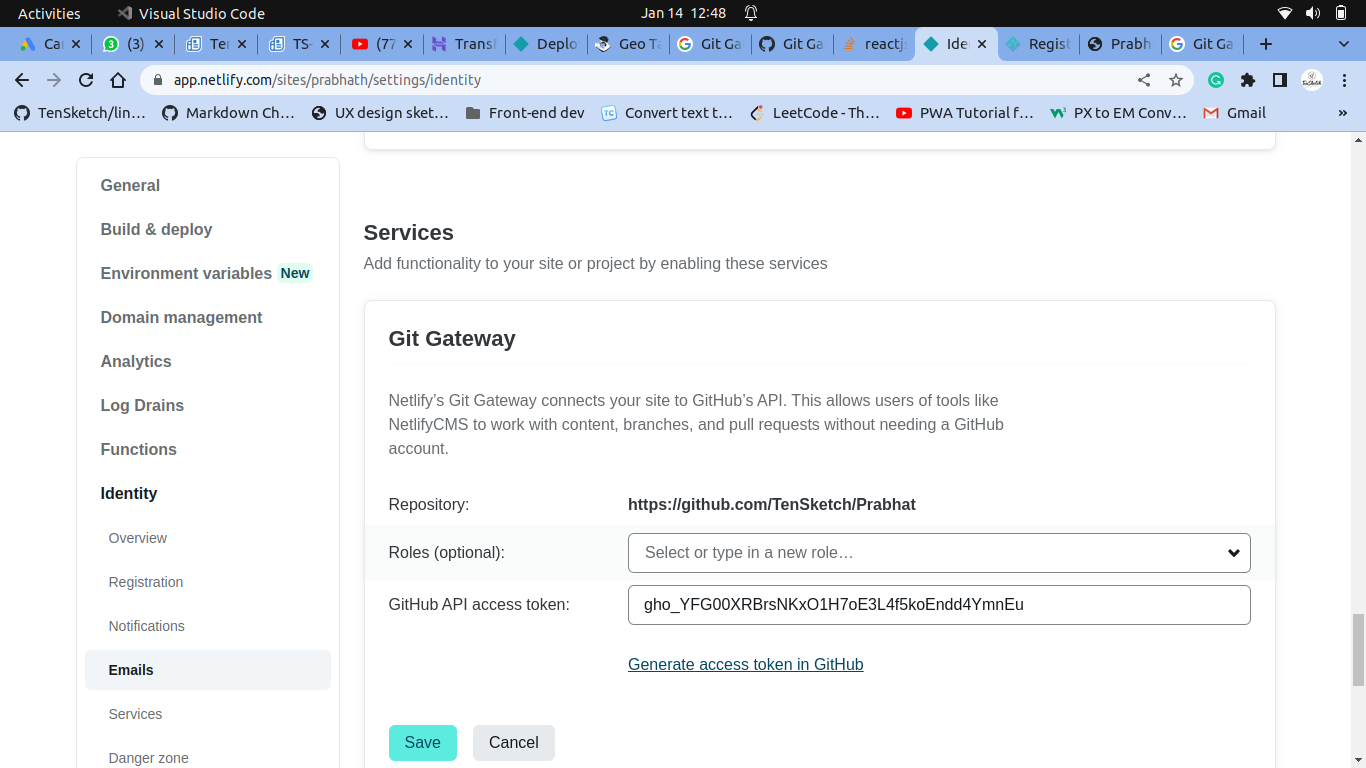 Activities
Visual Studio Code
Jan 14 12:48
Ca
(3)
Ter
TS-
(77
Transf
Deplo
Geo Ta
Git Ga
Git Ga
reactjs
Ide
Regist
Prabh
Git Ga
app.netlify.com/sites/prabhath/settings/identity
TenSketch/lin…
Markdown Ch…
UX design sket…
Front-end dev
Convert text t…
LeetCode - Th…
PWA Tutorial f…
PX to EM Conv…
Gmail
General
Build & deploy
Environment variables New
Domain management
Analytics
Log Drains
Functions
Identity
Overview
Registration
Notifications
Emails
Services
Danger zone
Services
Add functionality to your site or project by enabling these services
Git Gateway
Netlify’s Git Gateway connects your site to GitHub’s API. This allows users of tools like
NetlifyCMS to work with content, branches, and pull requests without needing a GitHub
account.
Repository: https://github.com/TenSketch/Prabhat
Roles (optional): Select or type in a new role…
GitHub API access token: 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
Generate access token in GitHub
Save Cancel